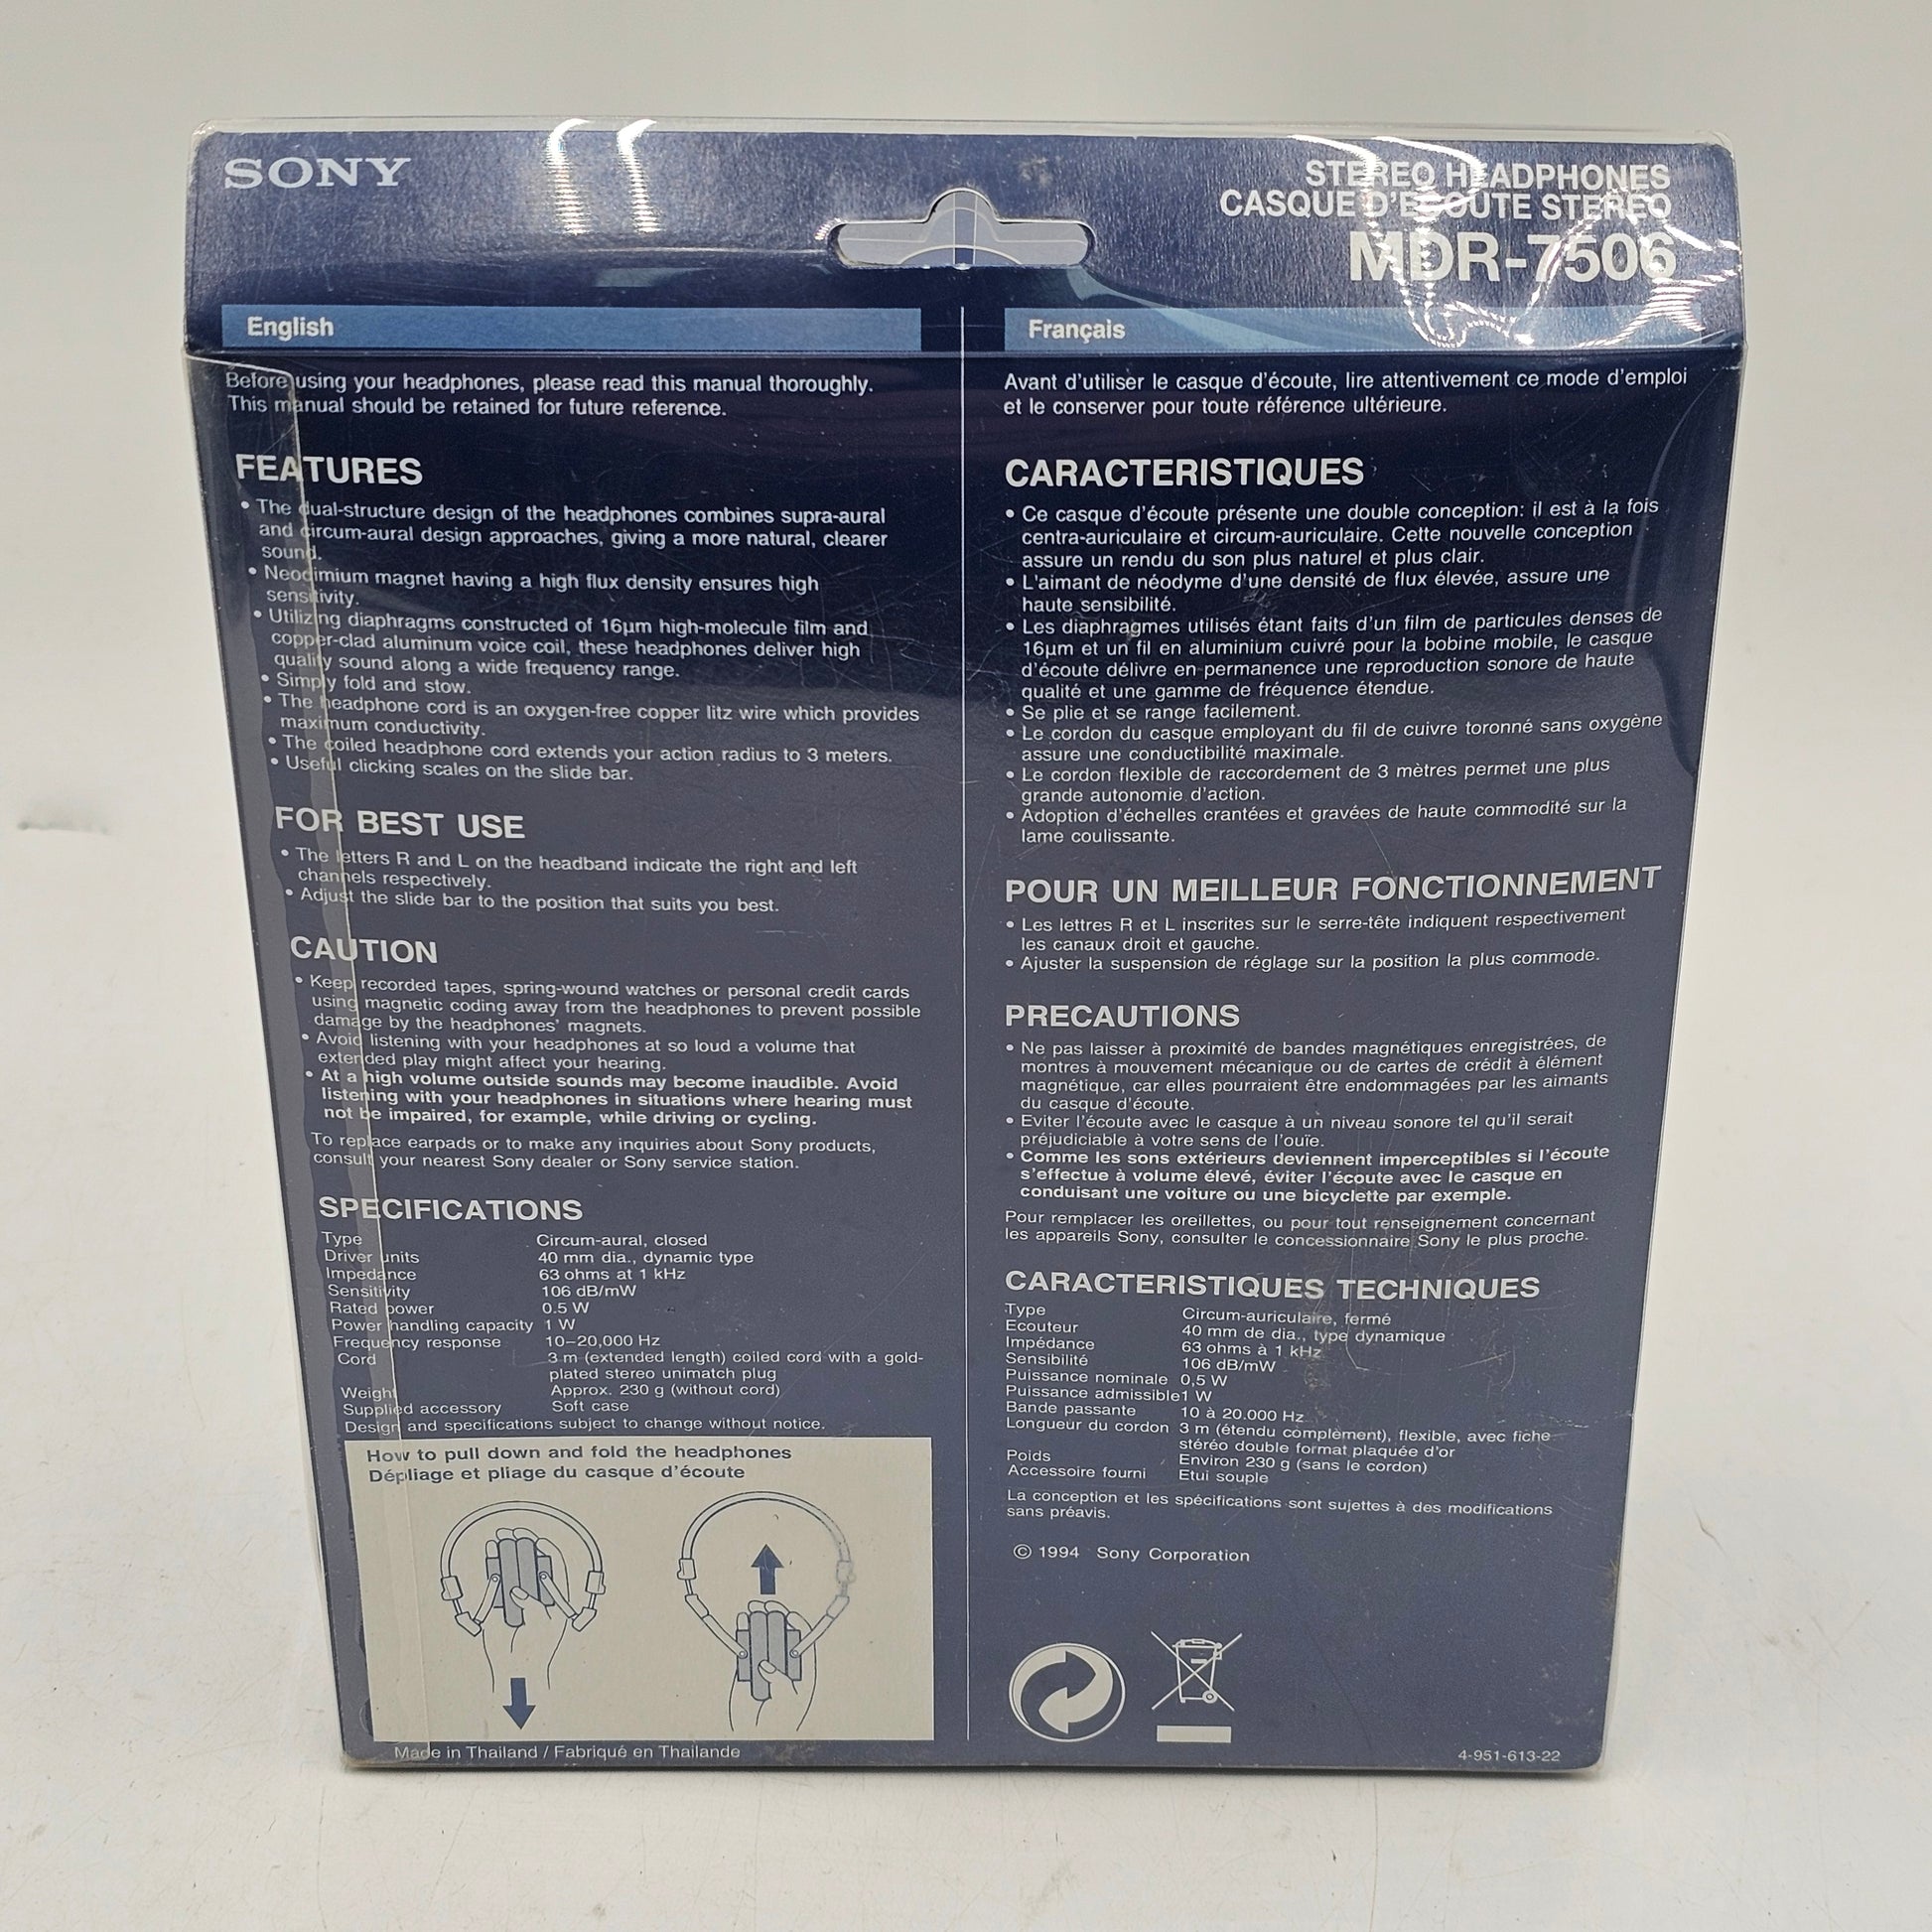 SONY
STEREO HEADPHONES
CASQUE D'ECOUTE STEREO
MDR-7506
English
Before using your headphones, please read this manual thoroughly.
This manual should be retained for future reference.
FEATURES
• The dual-structure design of the headphones combines supra-aural
and circum-aural design approaches, giving a more natural, clearer
sound.
• Neodimium magnet having a high flux density ensures high
sensitivity.
• Utilizing diaphragms constructed of 16µm high-molecule film and
copper-clad aluminum voice coil, these headphones deliver high
quality sound along a wide frequency range.
• Simply fold and stow.
• The headphone cord is an oxygen-free copper litz wire which provides
maximum conductivity.
• The coiled headphone cord extends your action radius to 3 meters.
• Useful clicking scales on the slide bar.
FOR BEST USE
• The letters R and L on the headband indicate the right and left
channels respectively.
• Adjust the slide bar to the position that suits you best.
CAUTION
• Keep recorded tapes, spring-wound watches or personal credit cards
using magnetic coding away from the headphones to prevent possible
damage by the headphones' magnets.
• Avoid listening with your headphones at so loud a volume that
extended play might affect your hearing.
• At a high volume outside sounds may become inaudible. Avoid
listening with your headphones in situations where hearing must
not be impaired, for example, while driving or cycling.
To replace earpads or to make any inquiries about Sony products,
consult your nearest Sony dealer or Sony service station.
SPECIFICATIONS
Type Circum-aural, closed
Driver units 40 mm dia., dynamic type
Impedance 63 ohms at 1 kHz
Sensitivity 106 dB/mW
Rated power 0.5 W
Power handling capacity 1 W
Frequency response 10–20,000 Hz
Cord 3 m (extended length) coiled cord with a gold-
plated stereo unimatch plug
Weight Approx. 230 g (without cord)
Supplied accessory Soft case
Design and specifications subject to change without notice.
How to pull down and fold the headphones
Dépliage et pliage du casque d'écoute
Made in Thailand / Fabriqué en Thailande
Français
Avant d'utiliser le casque d'écoute, lire attentivement ce mode d'emploi
et le conserver pour toute référence ultérieure.
CARACTERISTIQUES
• Ce casque d'écoute présente une double conception: il est à la fois
centra-auriculaire et circum-auriculaire. Cette nouvelle conception
assure un rendu du son plus naturel et plus clair.
• L'aimant de néodyme d'une densité de flux élevée, assure une
haute sensibilité.
• Les diaphragmes utilisés étant faits d'un film de particules denses de
16µm et un fil en aluminium cuivré pour la bobine mobile, le casque
d'écoute délivre en permanence une reproduction sonore de haute
qualité et une gamme de fréquence étendue.
• Se plie et se range facilement.
• Le cordon du casque employant du fil de cuivre toronné sans oxygène
assure une conductibilité maximale.
• Le cordon flexible de raccordement de 3 mètres permet une plus
grande autonomie d'action.
• Adoption d'échelles crantées et gravées de haute commodité sur la
lame coulissante.
POUR UN MEILLEUR FONCTIONNEMENT
• Les lettres R et L inscrites sur le serre-tête indiquent respectivement
les canaux droit et gauche.
• Ajuster la suspension de réglage sur la position la plus commode.
PRECAUTIONS
• Ne pas laisser à proximité de bandes magnétiques enregistrées, de
montres à mouvement mécanique ou de cartes de crédit à élément
magnétique, car elles pourraient être endommagées par les aimants
du casque d'écoute.
• Eviter l'écoute avec le casque à un niveau sonore tel qu'il serait
préjudiciable à votre sens de l'ouïe.
• Comme les sons extérieurs deviennent imperceptibles si l'écoute
s'effectue à volume élevé, éviter l'écoute avec le casque en
conduisant une voiture ou une bicyclette par exemple.
Pour remplacer les oreillettes, ou pour tout renseignement concernant
les appareils Sony, consulter le concessionnaire Sony le plus proche.
CARACTERISTIQUES TECHNIQUES
Type Circum-auriculaire, fermé
Ecouteur 40 mm de dia., type dynamique
Impédance 63 ohms à 1 kHz
Sensibilité 106 dB/mW
Puissance nominale 0,5 W
Puissance admissible 1 W
Bande passante 10 à 20.000 Hz
Longueur du cordon 3 m (étendu complèment), flexible, avec fiche
stéréo double format plaquée d'or
Poids Environ 230 g (sans le cordon)
Accessoire fourni Etui souple
La conception et les spécifications sont sujettes à des modifications
sans préavis.
© 1994 Sony Corporation
4-951-613-22